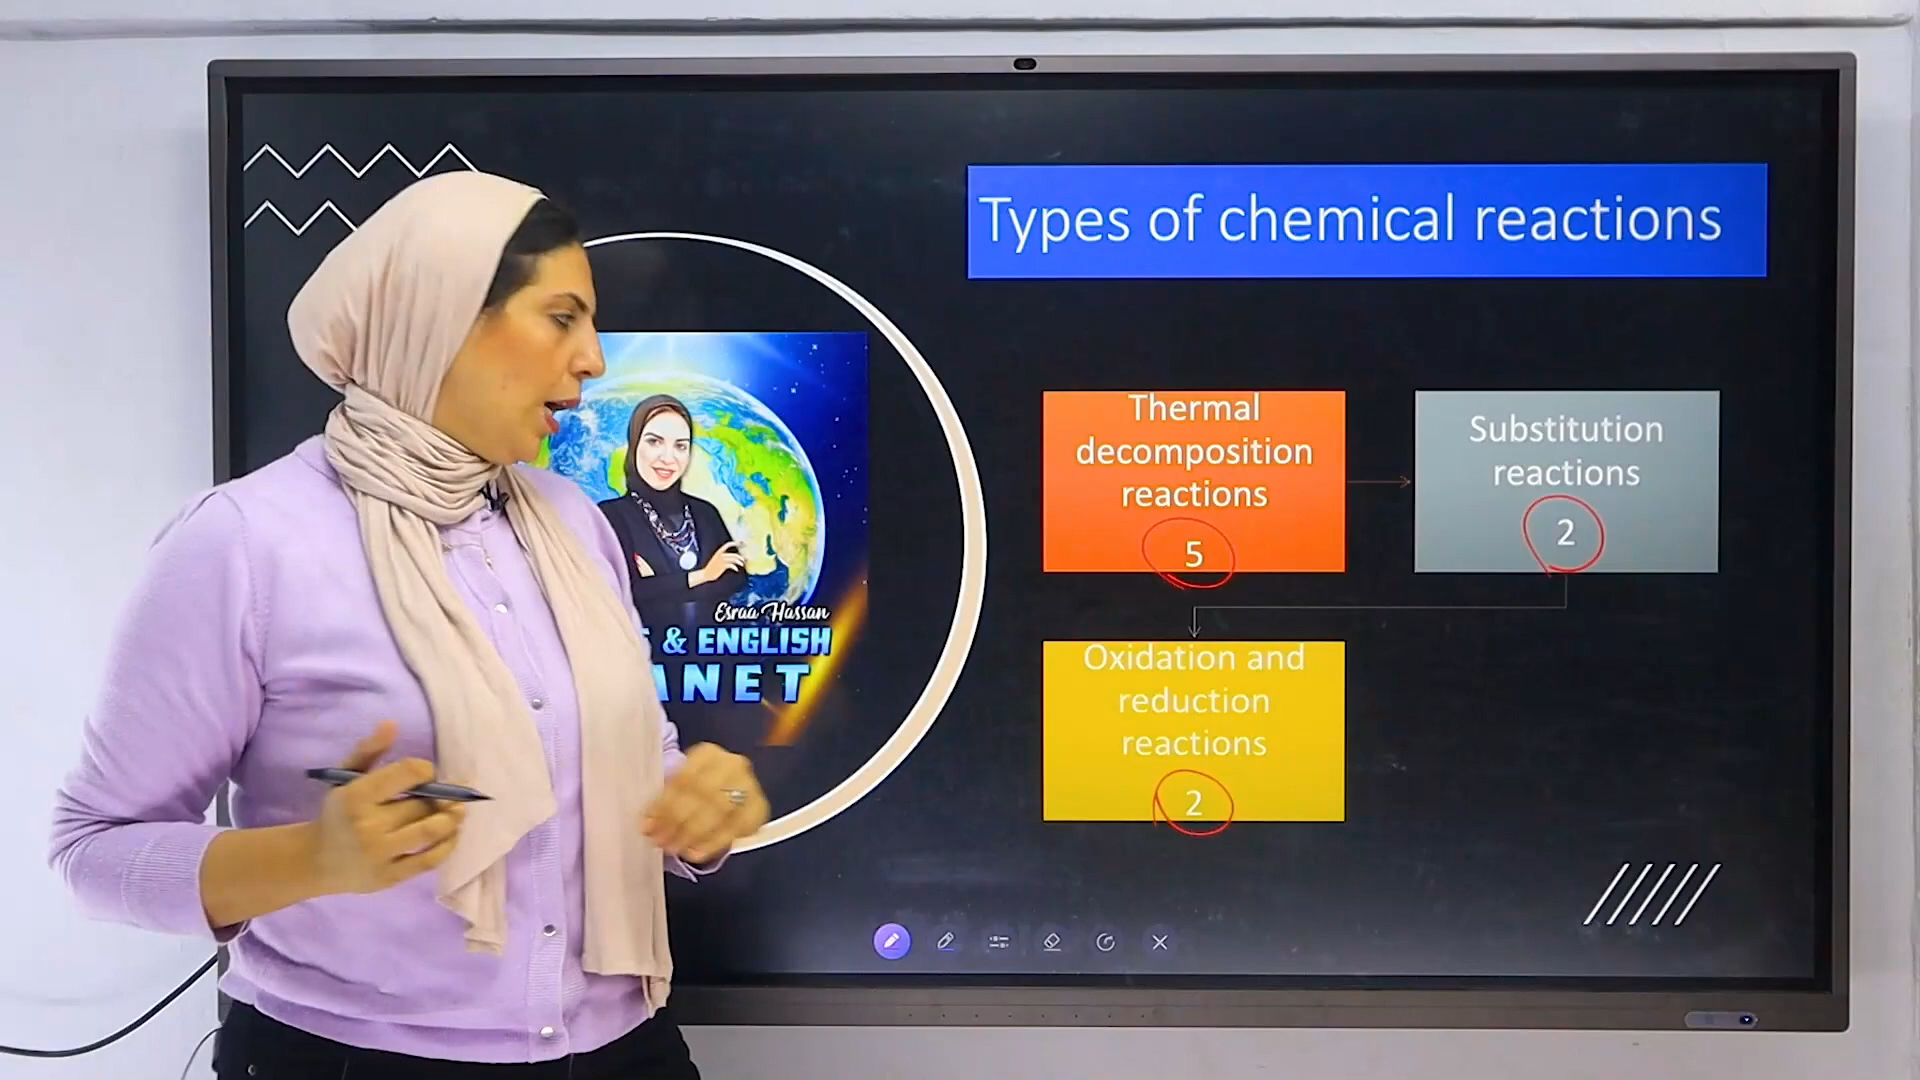 Types of chemical reactions
Thermal
decomposition
reactions
5
Substitution
reactions
2
Oxidation and
reduction
reactions
2
Esraa Hassan
& ENGLISH
ANET